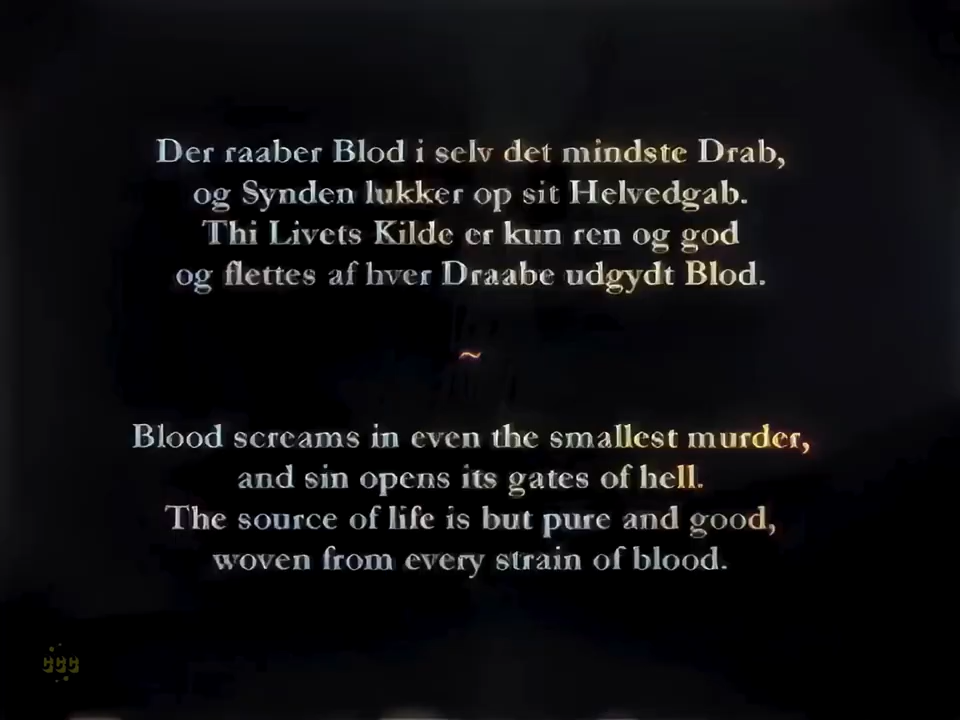 Der raaber Blod i selv det mindste Drab,
og Synden lukker op sit Helvedgab.
Thi Livets Kilde er kun ren og god
og flettes af hver Draabe udgydt Blod.
~
Blood screams in even the smallest murder,
and sin opens its gates of hell.
The source of life is but pure and good,
woven from every strain of blood.
CCC